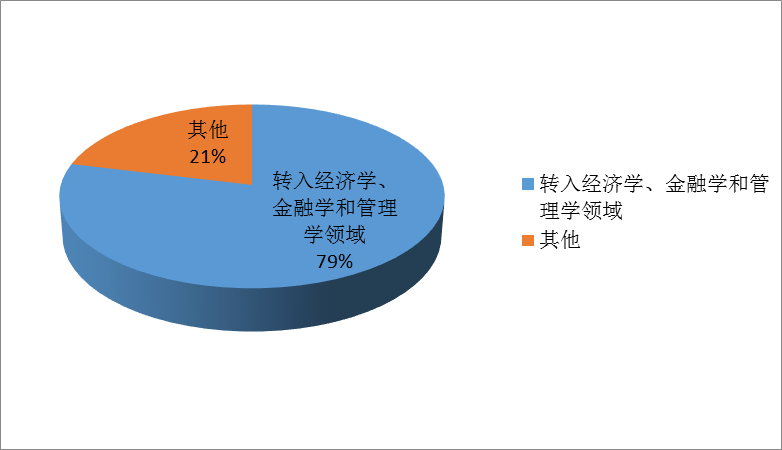 其他
21%
转入经济学、
金融学和管理
学领域
79%
转入经济学、金融学和管
理学领域
其他